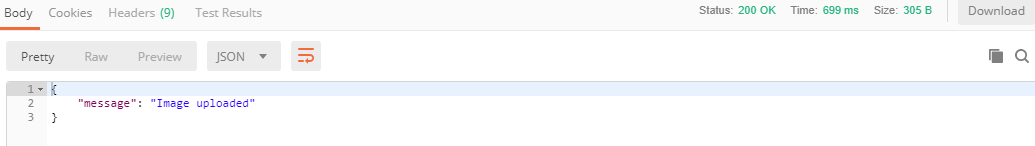 Body Cookies Headers (9) Test Results Status: 200 OK Time: 699 ms Size: 305 B Download
Pretty Raw Preview JSON
1 {
2 "message": "Image uploaded"
3 }